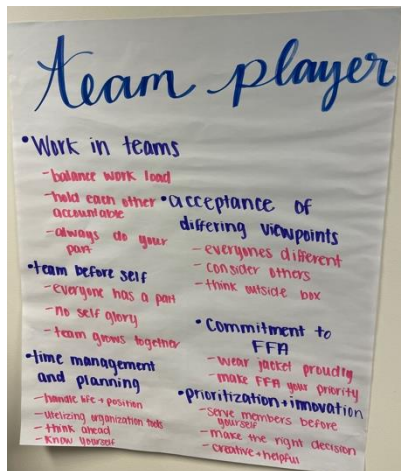 team player
•Work in teams
-balance work load
-hold each other
accountable
-always do your
part
•team before self
-everyone has a part
-no self glory
-team grows together
•time management
and planning
-handle life + position
-utelizing organization tools
-think ahead
-know yourself
•acceptance of
differing viewpoints
-everyones different
-consider others
-think outside box
•Commitment to
FFA
-wear jacket proudly
-make FFA your priority
•prioritization + innovation
-serve members before
yourself
-make the right decision
-creative + helpful